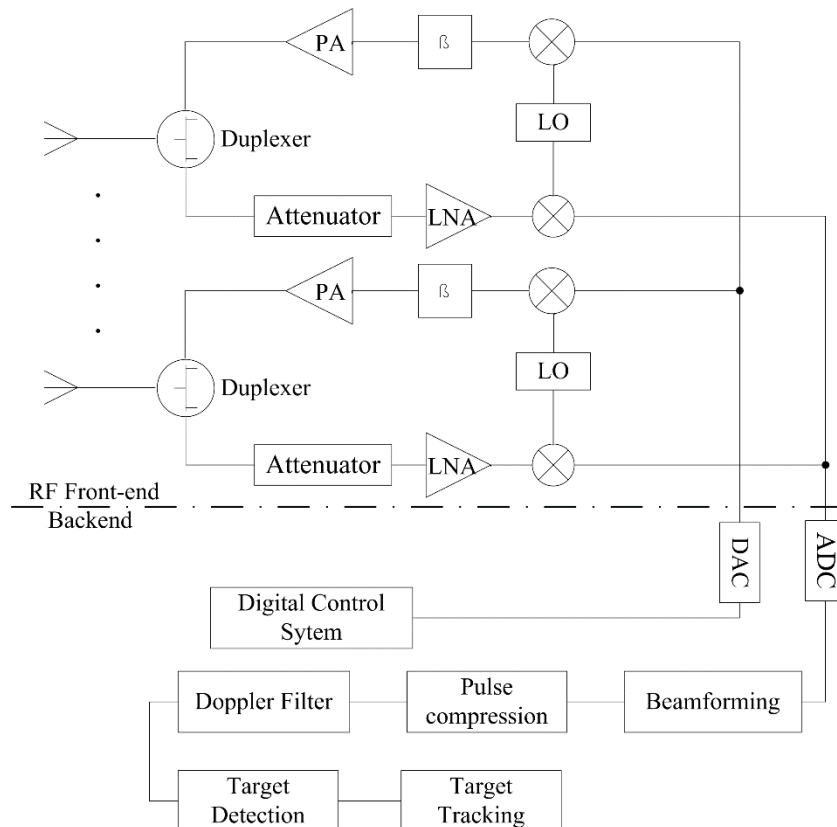 PA
ß
LO
Duplexer
Attenuator
LNA
PA
ß
LO
Duplexer
Attenuator
LNA
RF Front-end
Backend
DAC
ADC
Digital Control
Sytem
Doppler Filter
Pulse
compression
Beamforming
Target
Detection
Target
Tracking